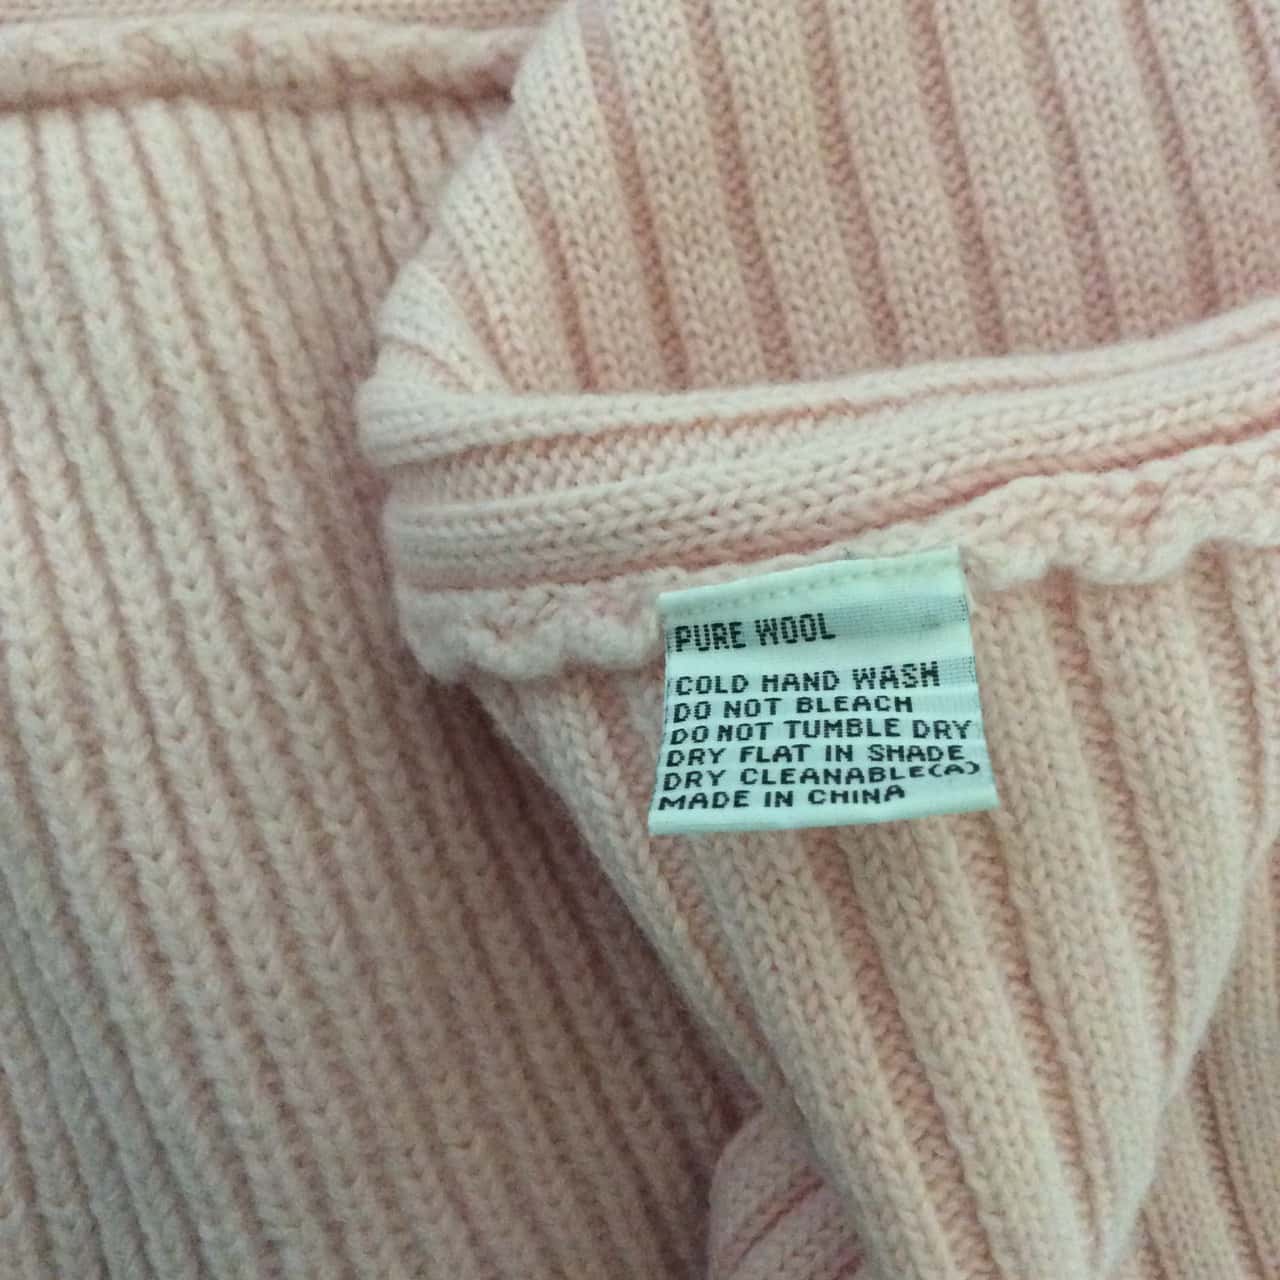 PURE WOOL
COLD HAND WASH
DO NOT BLEACH
DO NOT TUMBLE DRY
DRY FLAT IN SHADE
DRY CLEANABLE(A)
MADE IN CHINA